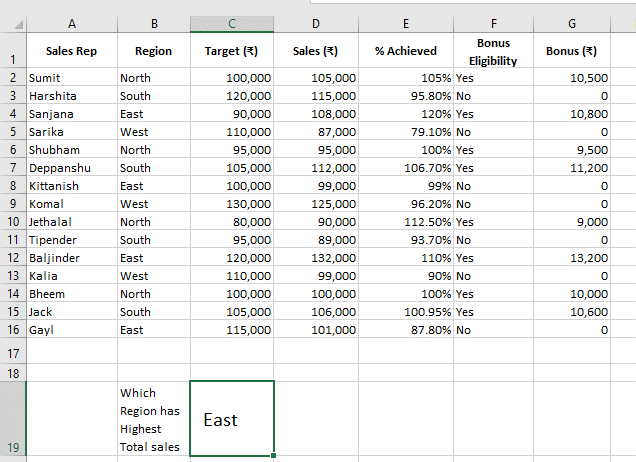 A B C D E F G
1 Sales Rep Region Target (₹) Sales (₹) % Achieved Bonus Eligibility Bonus (₹)
2 Sumit North 100,000 105,000 105% Yes 10,500
3 Harshita South 120,000 115,000 95.80% No 0
4 Sanjana East 90,000 108,000 120% Yes 10,800
5 Sarika West 110,000 87,000 79.10% No 0
6 Shubham North 95,000 95,000 100% Yes 9,500
7 Deppanshu South 105,000 112,000 106.70% Yes 11,200
8 Kittanish East 100,000 99,000 99% No 0
9 Komal West 130,000 125,000 96.20% No 0
10 Jethalal North 80,000 90,000 112.50% Yes 9,000
11 Tipender South 95,000 89,000 93.70% No 0
12 Baljinder East 120,000 132,000 110% Yes 13,200
13 Kalia West 110,000 99,000 90% No 0
14 Bheem North 100,000 100,000 100% Yes 10,000
15 Jack South 105,000 106,000 100.95% Yes 10,600
16 Gayl East 115,000 101,000 87.80% No 0
17
18
19
Which
Region has
Highest
Total sales
East